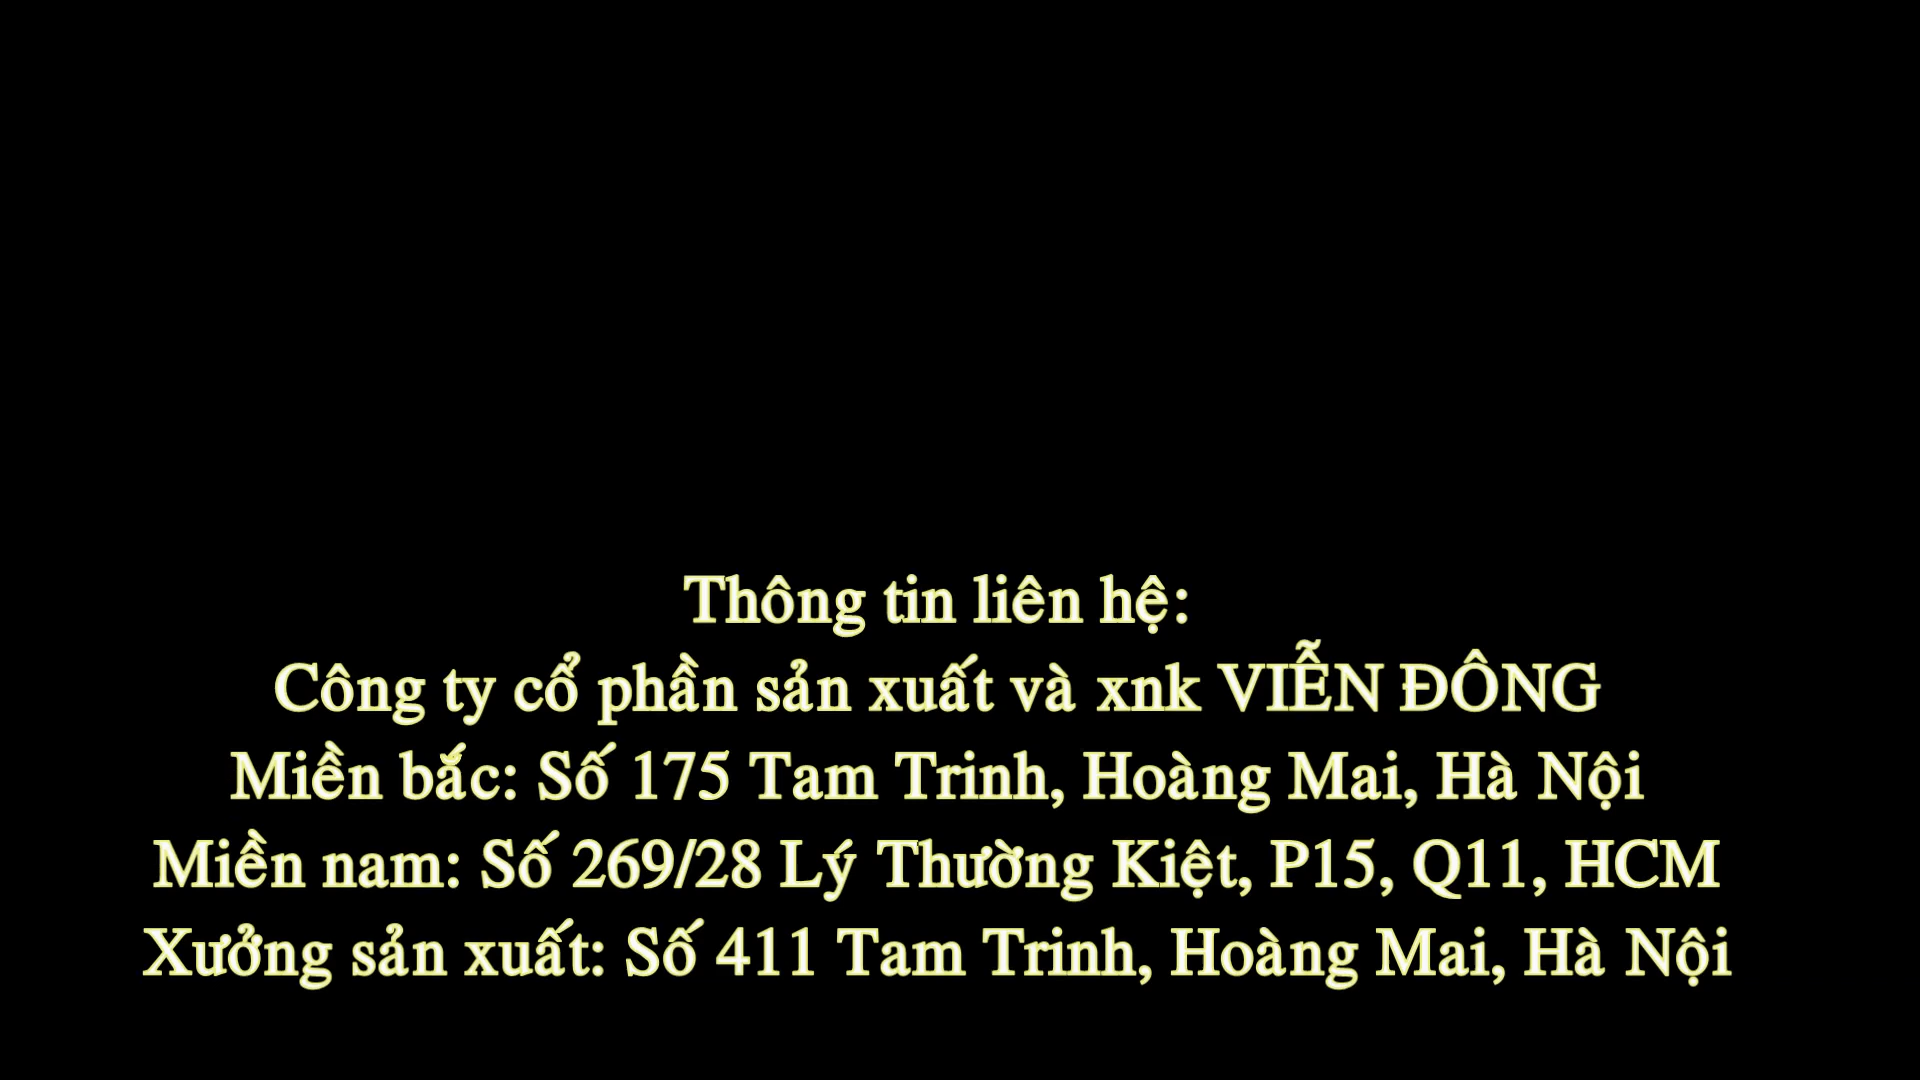 Thông tin liên hệ:
Công ty cổ phần sản xuất và xnk VIỄN ĐÔNG
Miền bắc: Số 175 Tam Trinh, Hoàng Mai, Hà Nội
Miền nam: Số 269/28 Lý Thường Kiệt, P15, Q11, HCM
Xưởng sản xuất: Số 411 Tam Trinh, Hoàng Mai, Hà Nội